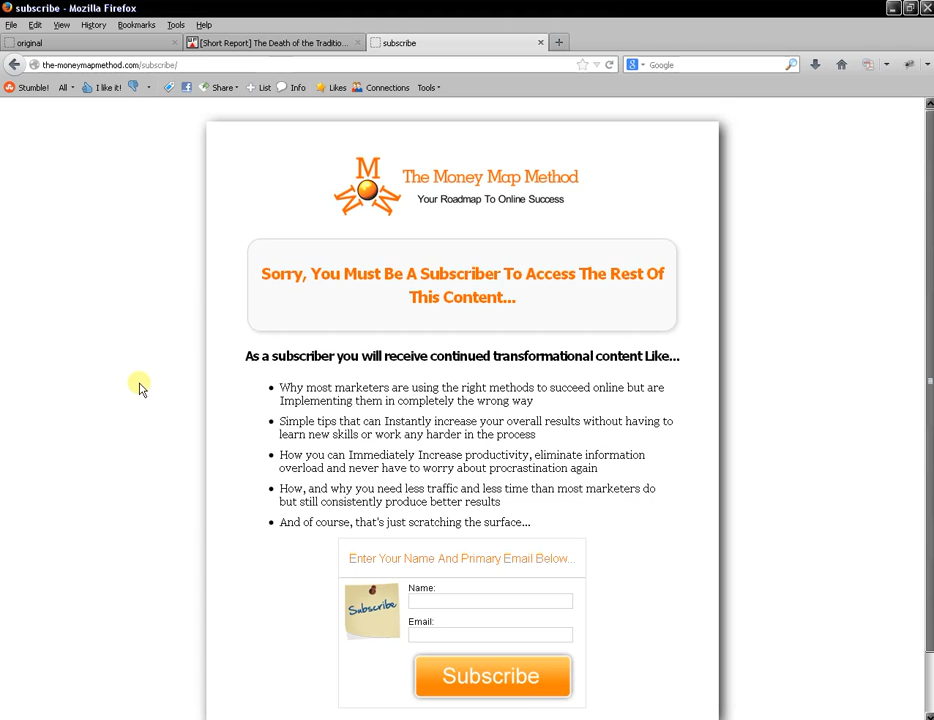 subscribe - Mozilla Firefox
File Edit View History Bookmarks Tools Help
original
[Short Report] The Death of the Traditio...
subscribe
the-moneymapmethod.com/subscribe/
Google
Stumble! All I like it! Share List Info Likes Connections Tools
M
The Money Map Method
Your Roadmap To Online Success
Sorry, You Must Be A Subscriber To Access The Rest Of
This Content...
As a subscriber you will receive continued transformational content Like...
• Why most marketers are using the right methods to succeed online but are
Implementing them in completely the wrong way
• Simple tips that can Instantly increase your overall results without having to
learn new skills or work any harder in the process
• How you can Immediately Increase productivity, eliminate information
overload and never have to worry about procrastination again
• How, and why you need less traffic and less time than most marketers do
but still consistently produce better results
• And of course, that's just scratching the surface...
Enter Your Name And Primary Email Below...
Subscribe
Name:
Email:
Subscribe